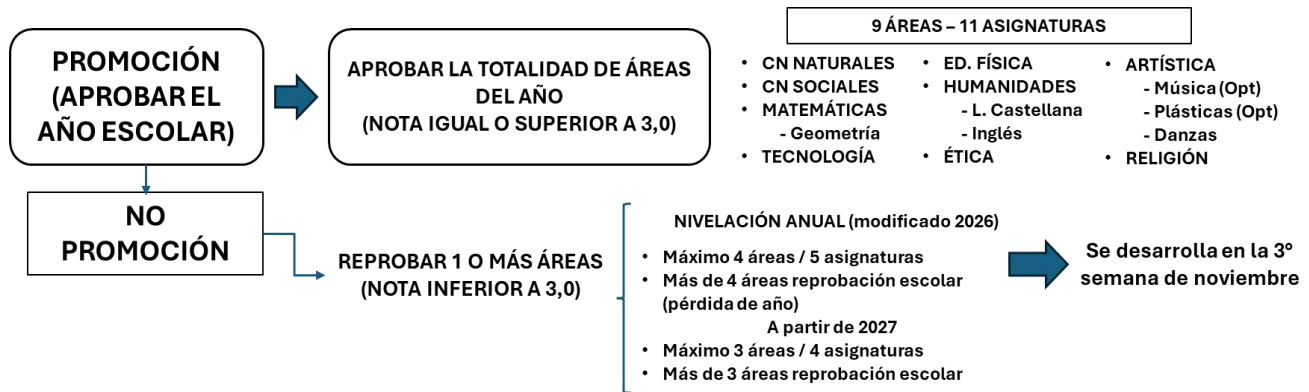 PROMOCIÓN
(APROBAR EL
AÑO ESCOLAR)
APROBAR LA TOTALIDAD DE ÁREAS
DEL AÑO
(NOTA IGUAL O SUPERIOR A 3,0)
9 ÁREAS – 11 ASIGNATURAS
• CN NATURALES
• CN SOCIALES
• MATEMÁTICAS
- Geometría
• TECNOLOGÍA
• ED. FÍSICA
• HUMANIDADES
- L. Castellana
- Inglés
• ÉTICA
• ARTÍSTICA
- Música (Opt)
- Plásticas (Opt)
- Danzas
• RELIGIÓN
NO
PROMOCIÓN
REPROBAR 1 O MÁS ÁREAS
(NOTA INFERIOR A 3,0)
NIVELACIÓN ANUAL (modificado 2026)
• Máximo 4 áreas / 5 asignaturas
• Más de 4 áreas reprobación escolar
(pérdida de año)
A partir de 2027
• Máximo 3 áreas / 4 asignaturas
• Más de 3 áreas reprobación escolar
Se desarrolla en la 3°
semana de noviembre